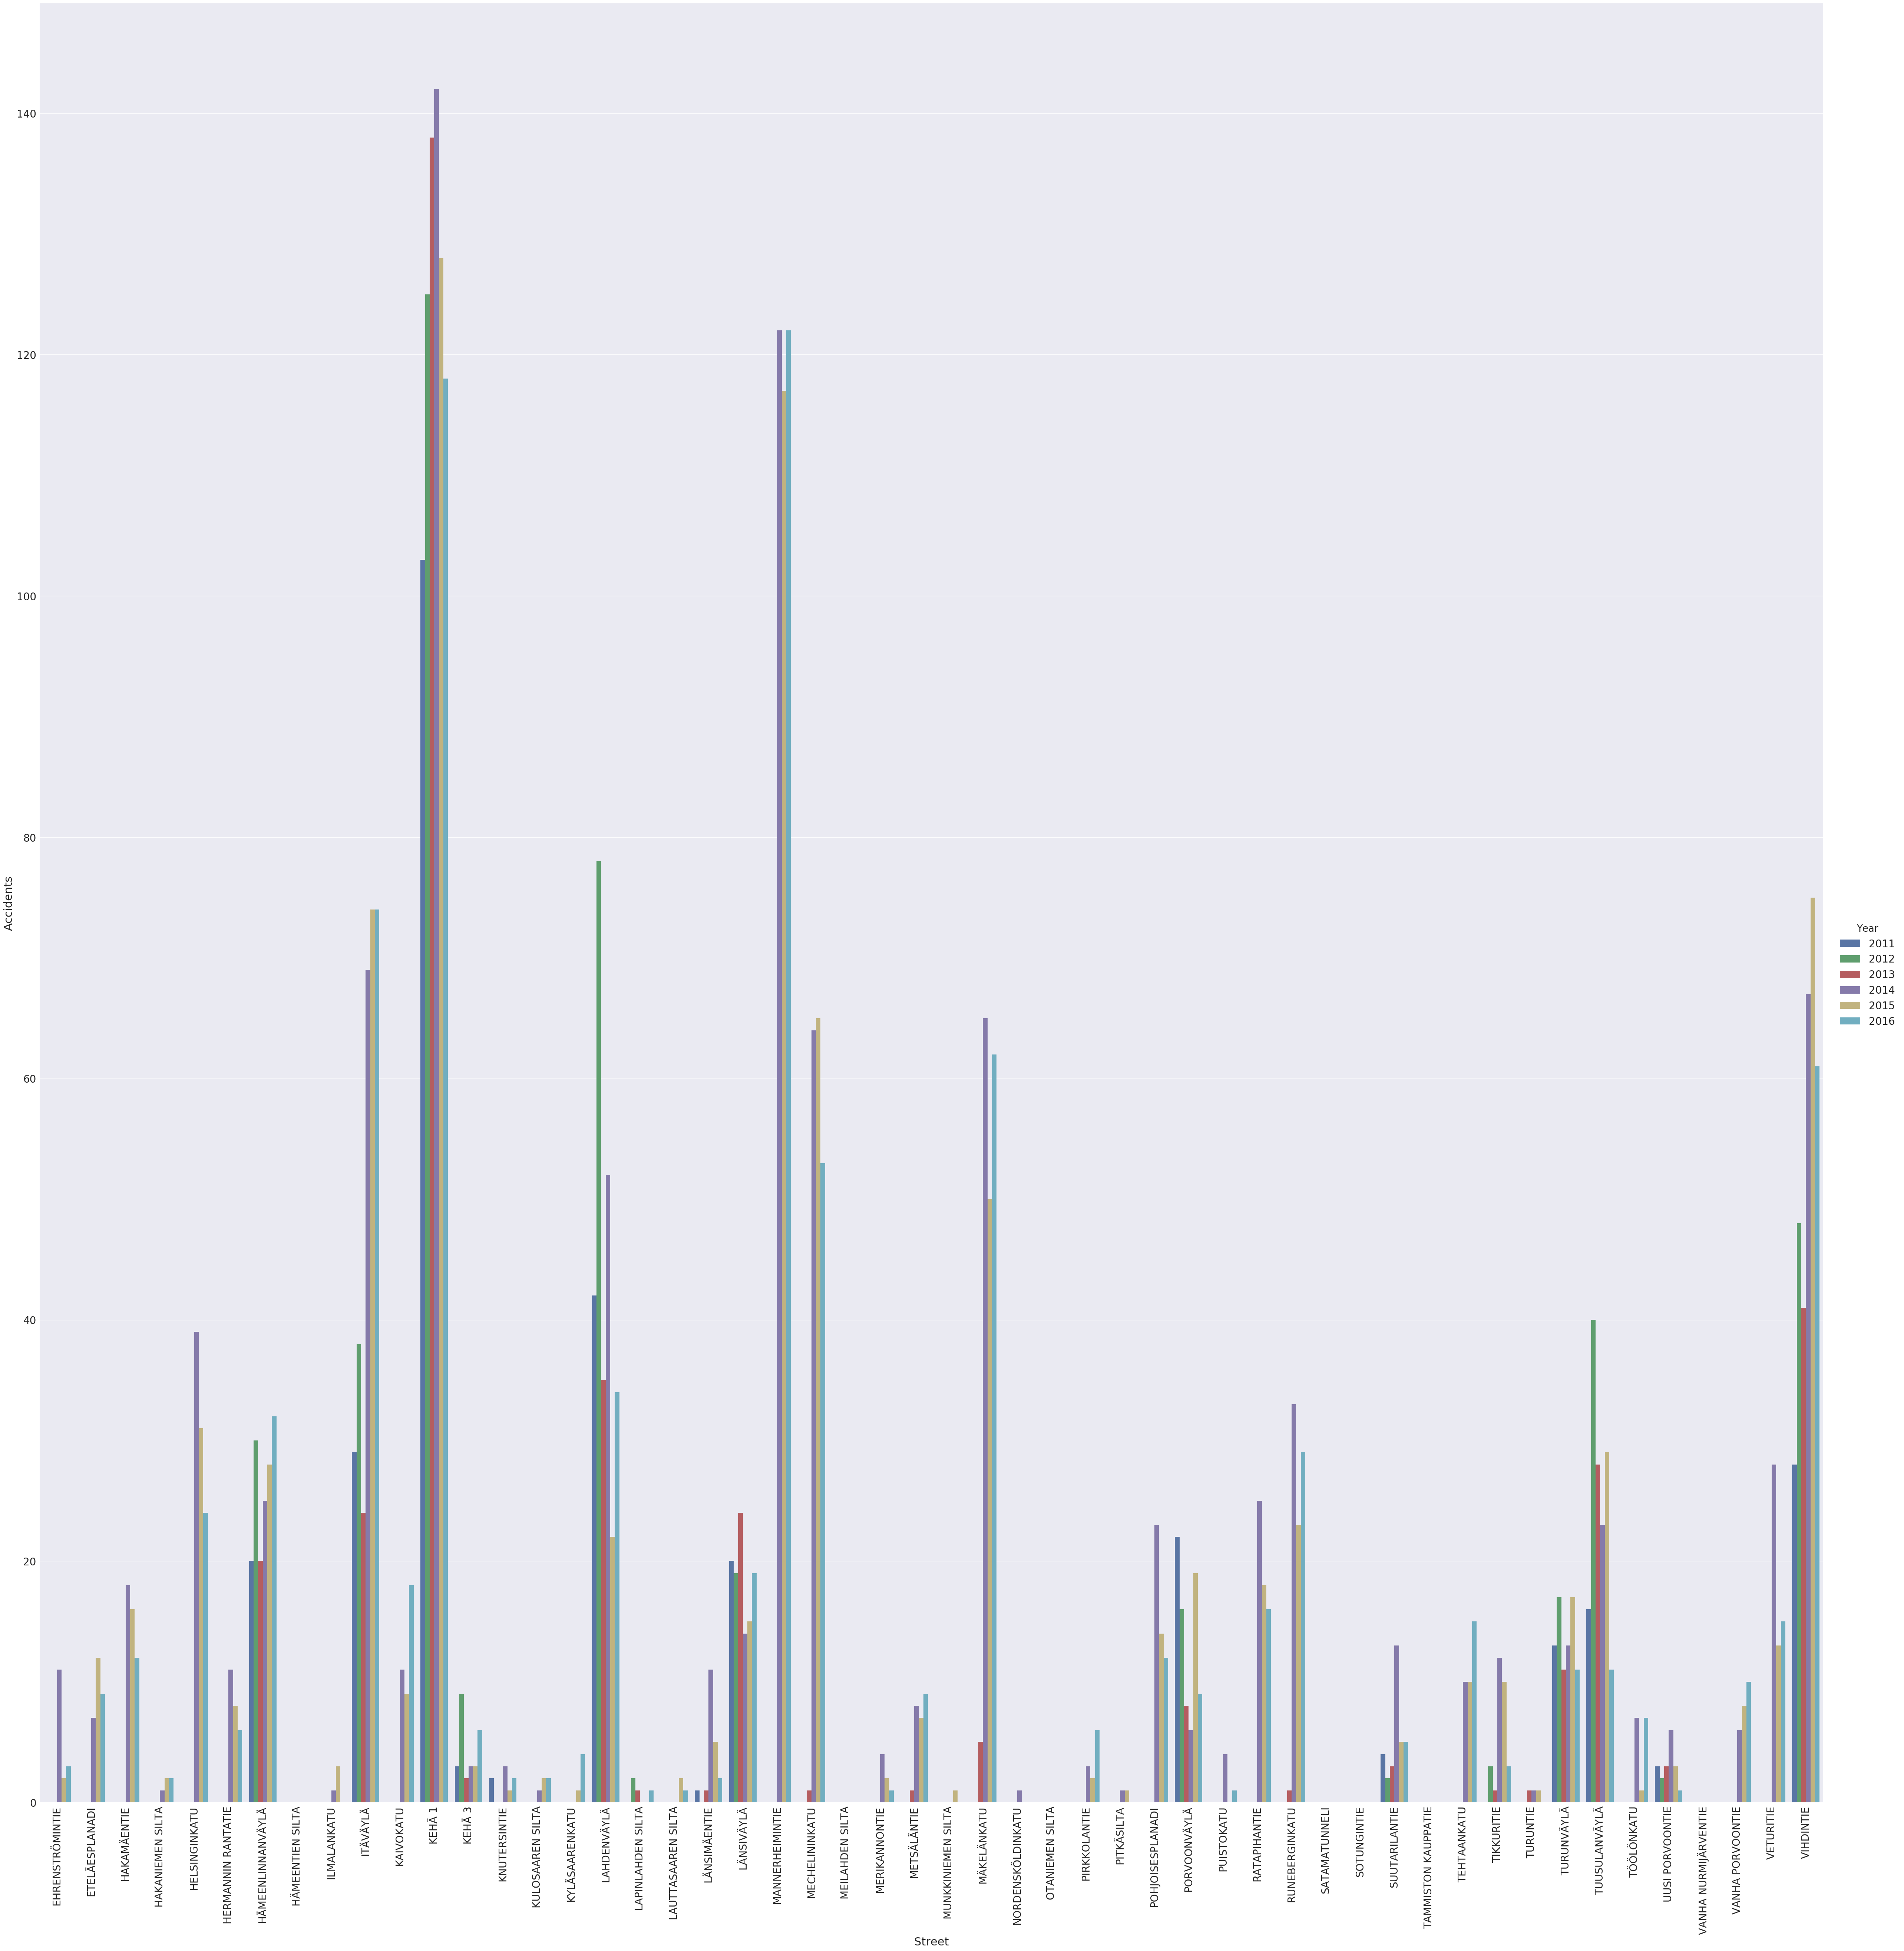 140
120
100
80
60
40
20
0
Accidents
EHRENSTRÖMINTIE
ETELÄESPLANADI
HAKAMÄENTIE
HAKANIEMEN SILTA
HELSINGINKATU
HERMANNIN RANTATIE
HÄMEENLINNANVÄYLÄ
HÄMEENTIEN SILTA
ILMALANKATU
ITÄVÄYLÄ
KAIVOKATU
KEHÄ 1
KEHÄ 3
KNUTERSINTIE
KULOSAAREN SILTA
KYLÄSAARENKATU
LAHDENVÄYLÄ
LAPINLAHDEN SILTA
LAUTTASAAREN SILTA
LÄNSIMÄENTIE
LÄNSIVÄYLÄ
MANNERHEIMINTIE
MECHELININKATU
MEILAHDEN SILTA
MERIKANNONTIE
METSÄLÄNTIE
MUNKKINIEMEN SILTA
MÄKELÄNKATU
NORDENSKÖLDINKATU
OTANIEMEN SILTA
PIRKKOLANTIE
PITKÄSILTA
POHJOISESPLANADI
PORVOONVÄYLÄ
PUISTOKATU
RATAPIHANTIE
RUNEBERGINKATU
SATAMATUNNELI
SOTUNGINTIE
SUUTARILANTIE
TAMMISTON KAUPPATIE
TEHTAANKATU
TIKKURITIE
TURUNTIE
TURUNVÄYLÄ
TUUSULANVÄYLÄ
TÖÖLÖNKATU
UUSI PORVOONTIE
VANHA NURMIJÄRVENTIE
VANHA PORVOONTIE
VETURITIE
VIHDINTIE
Street
Year
2011
2012
2013
2014
2015
2016